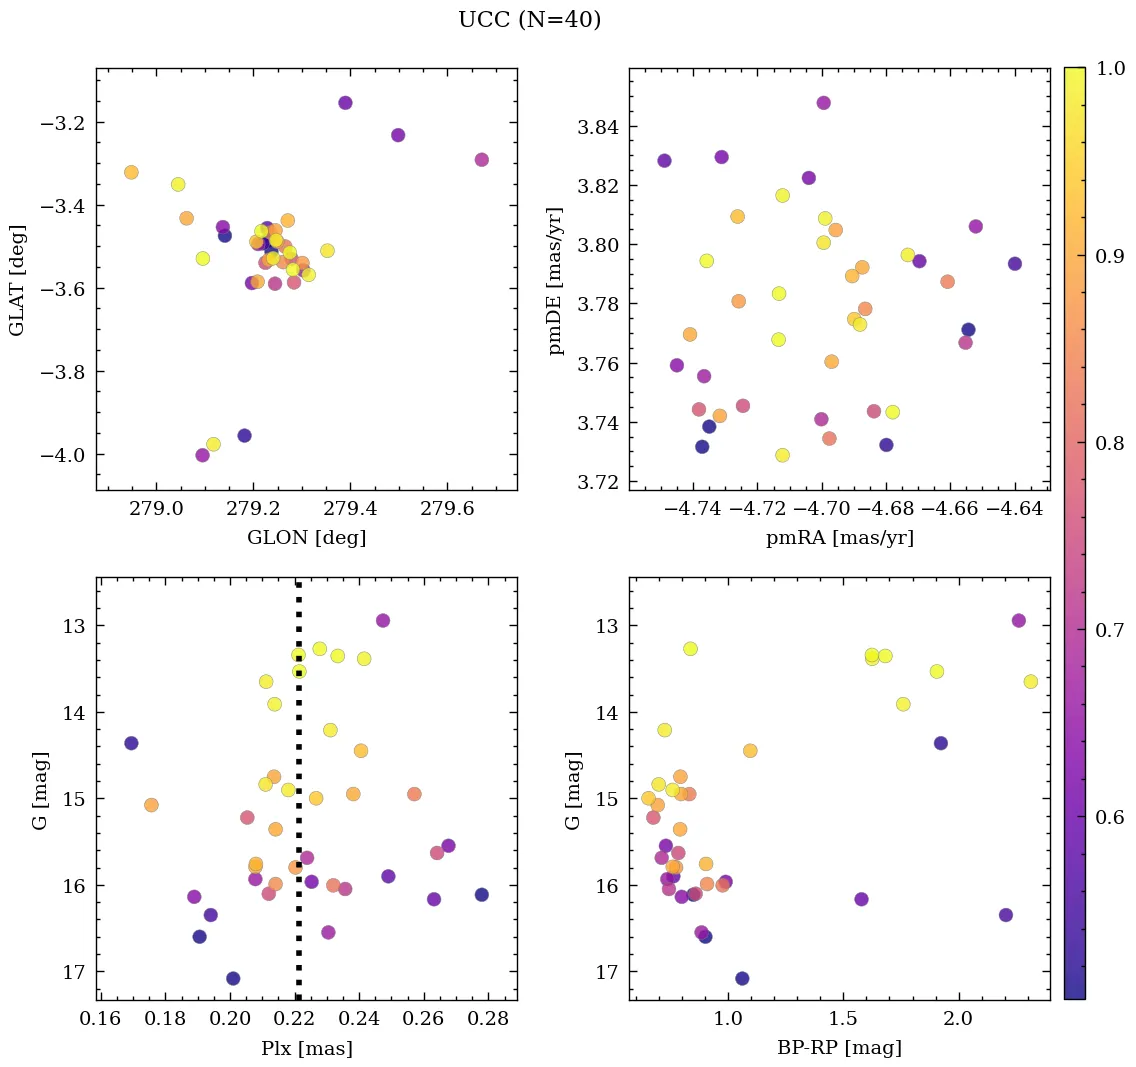 UCC (N=40)
−3.2
−3.4
−3.6
−3.8
−4.0
GLAT [deg]
279.0 279.2 279.4 279.6
GLON [deg]
3.84
3.82
3.80
3.78
3.76
3.74
3.72
pmDE [mas/yr]
−4.74 −4.72 −4.70 −4.68 −4.66 −4.64
pmRA [mas/yr]
13
14
15
16
17
G [mag]
0.16 0.18 0.20 0.22 0.24 0.26 0.28
Plx [mas]
13
14
15
16
17
G [mag]
1.0 1.5 2.0
BP-RP [mag]
1.0
0.9
0.8
0.7
0.6